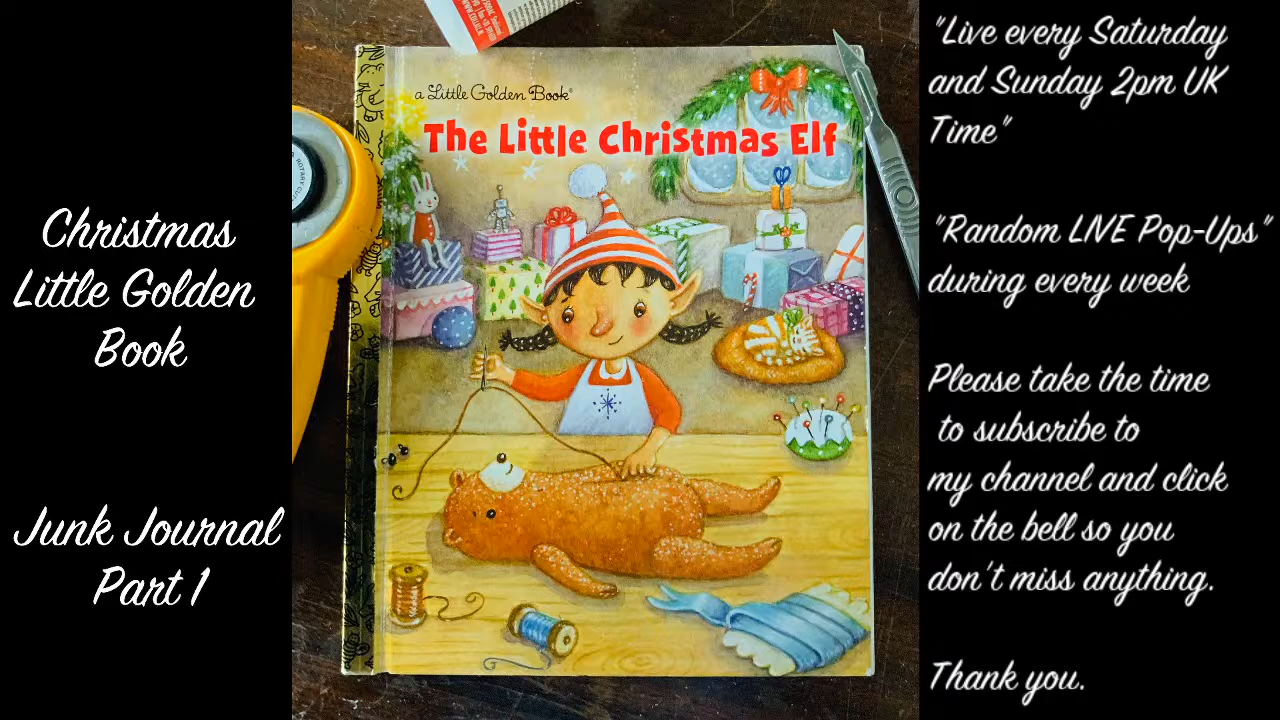 Christmas
Little Golden
Book
Junk Journal
Part 1
a Little Golden Book®
The Little Christmas Elf
ROTARY CU
"Live every Saturday
and Sunday 2pm UK
Time"
"Random LIVE Pop-Ups"
during every week
Please take the time
to subscribe to
my channel and click
on the bell so you
don't miss anything.
Thank you.